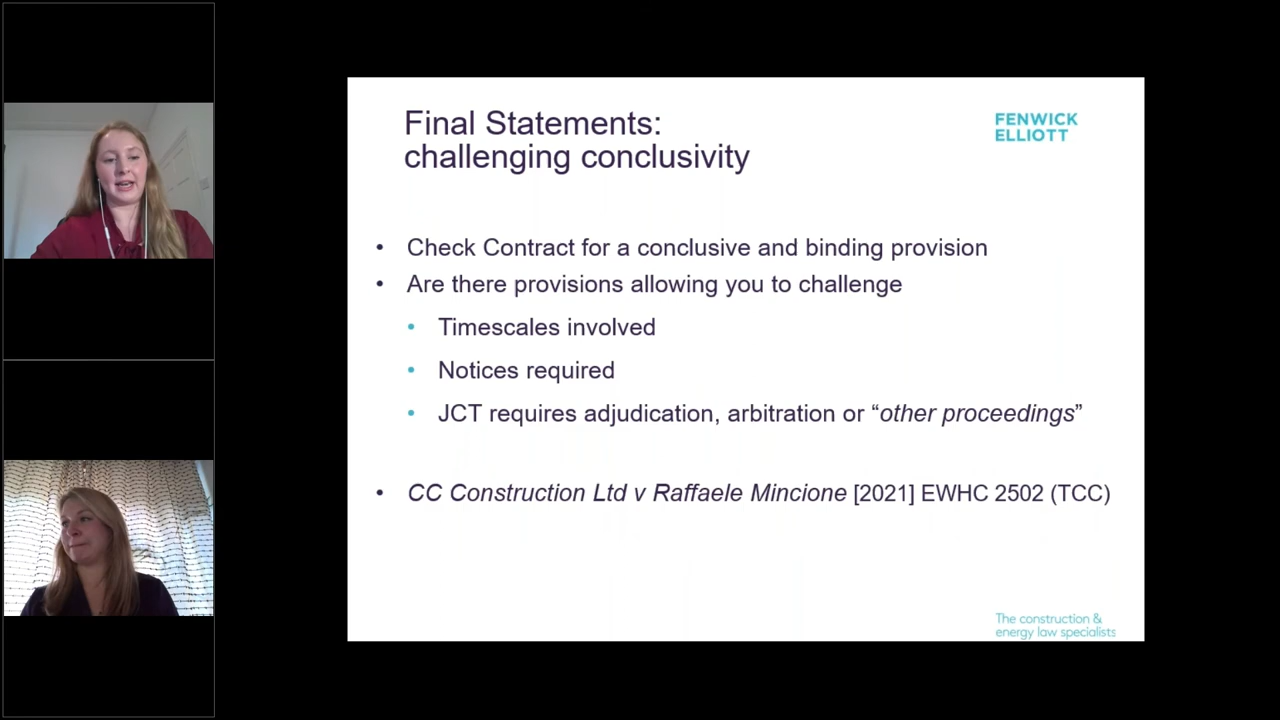 Final Statements:
challenging conclusivity
FENWICK
ELLIOTT
• Check Contract for a conclusive and binding provision
• Are there provisions allowing you to challenge
• Timescales involved
• Notices required
• JCT requires adjudication, arbitration or “other proceedings”
• CC Construction Ltd v Raffaele Mincione [2021] EWHC 2502 (TCC)
The construction &
energy law specialists